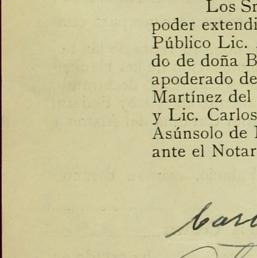 Los Sr
poder extendi
Público Lic.
do de doña B
apoderado de
Martínez del
y Lic. Carlos
Asúnsolo de
ante el Notar
Car